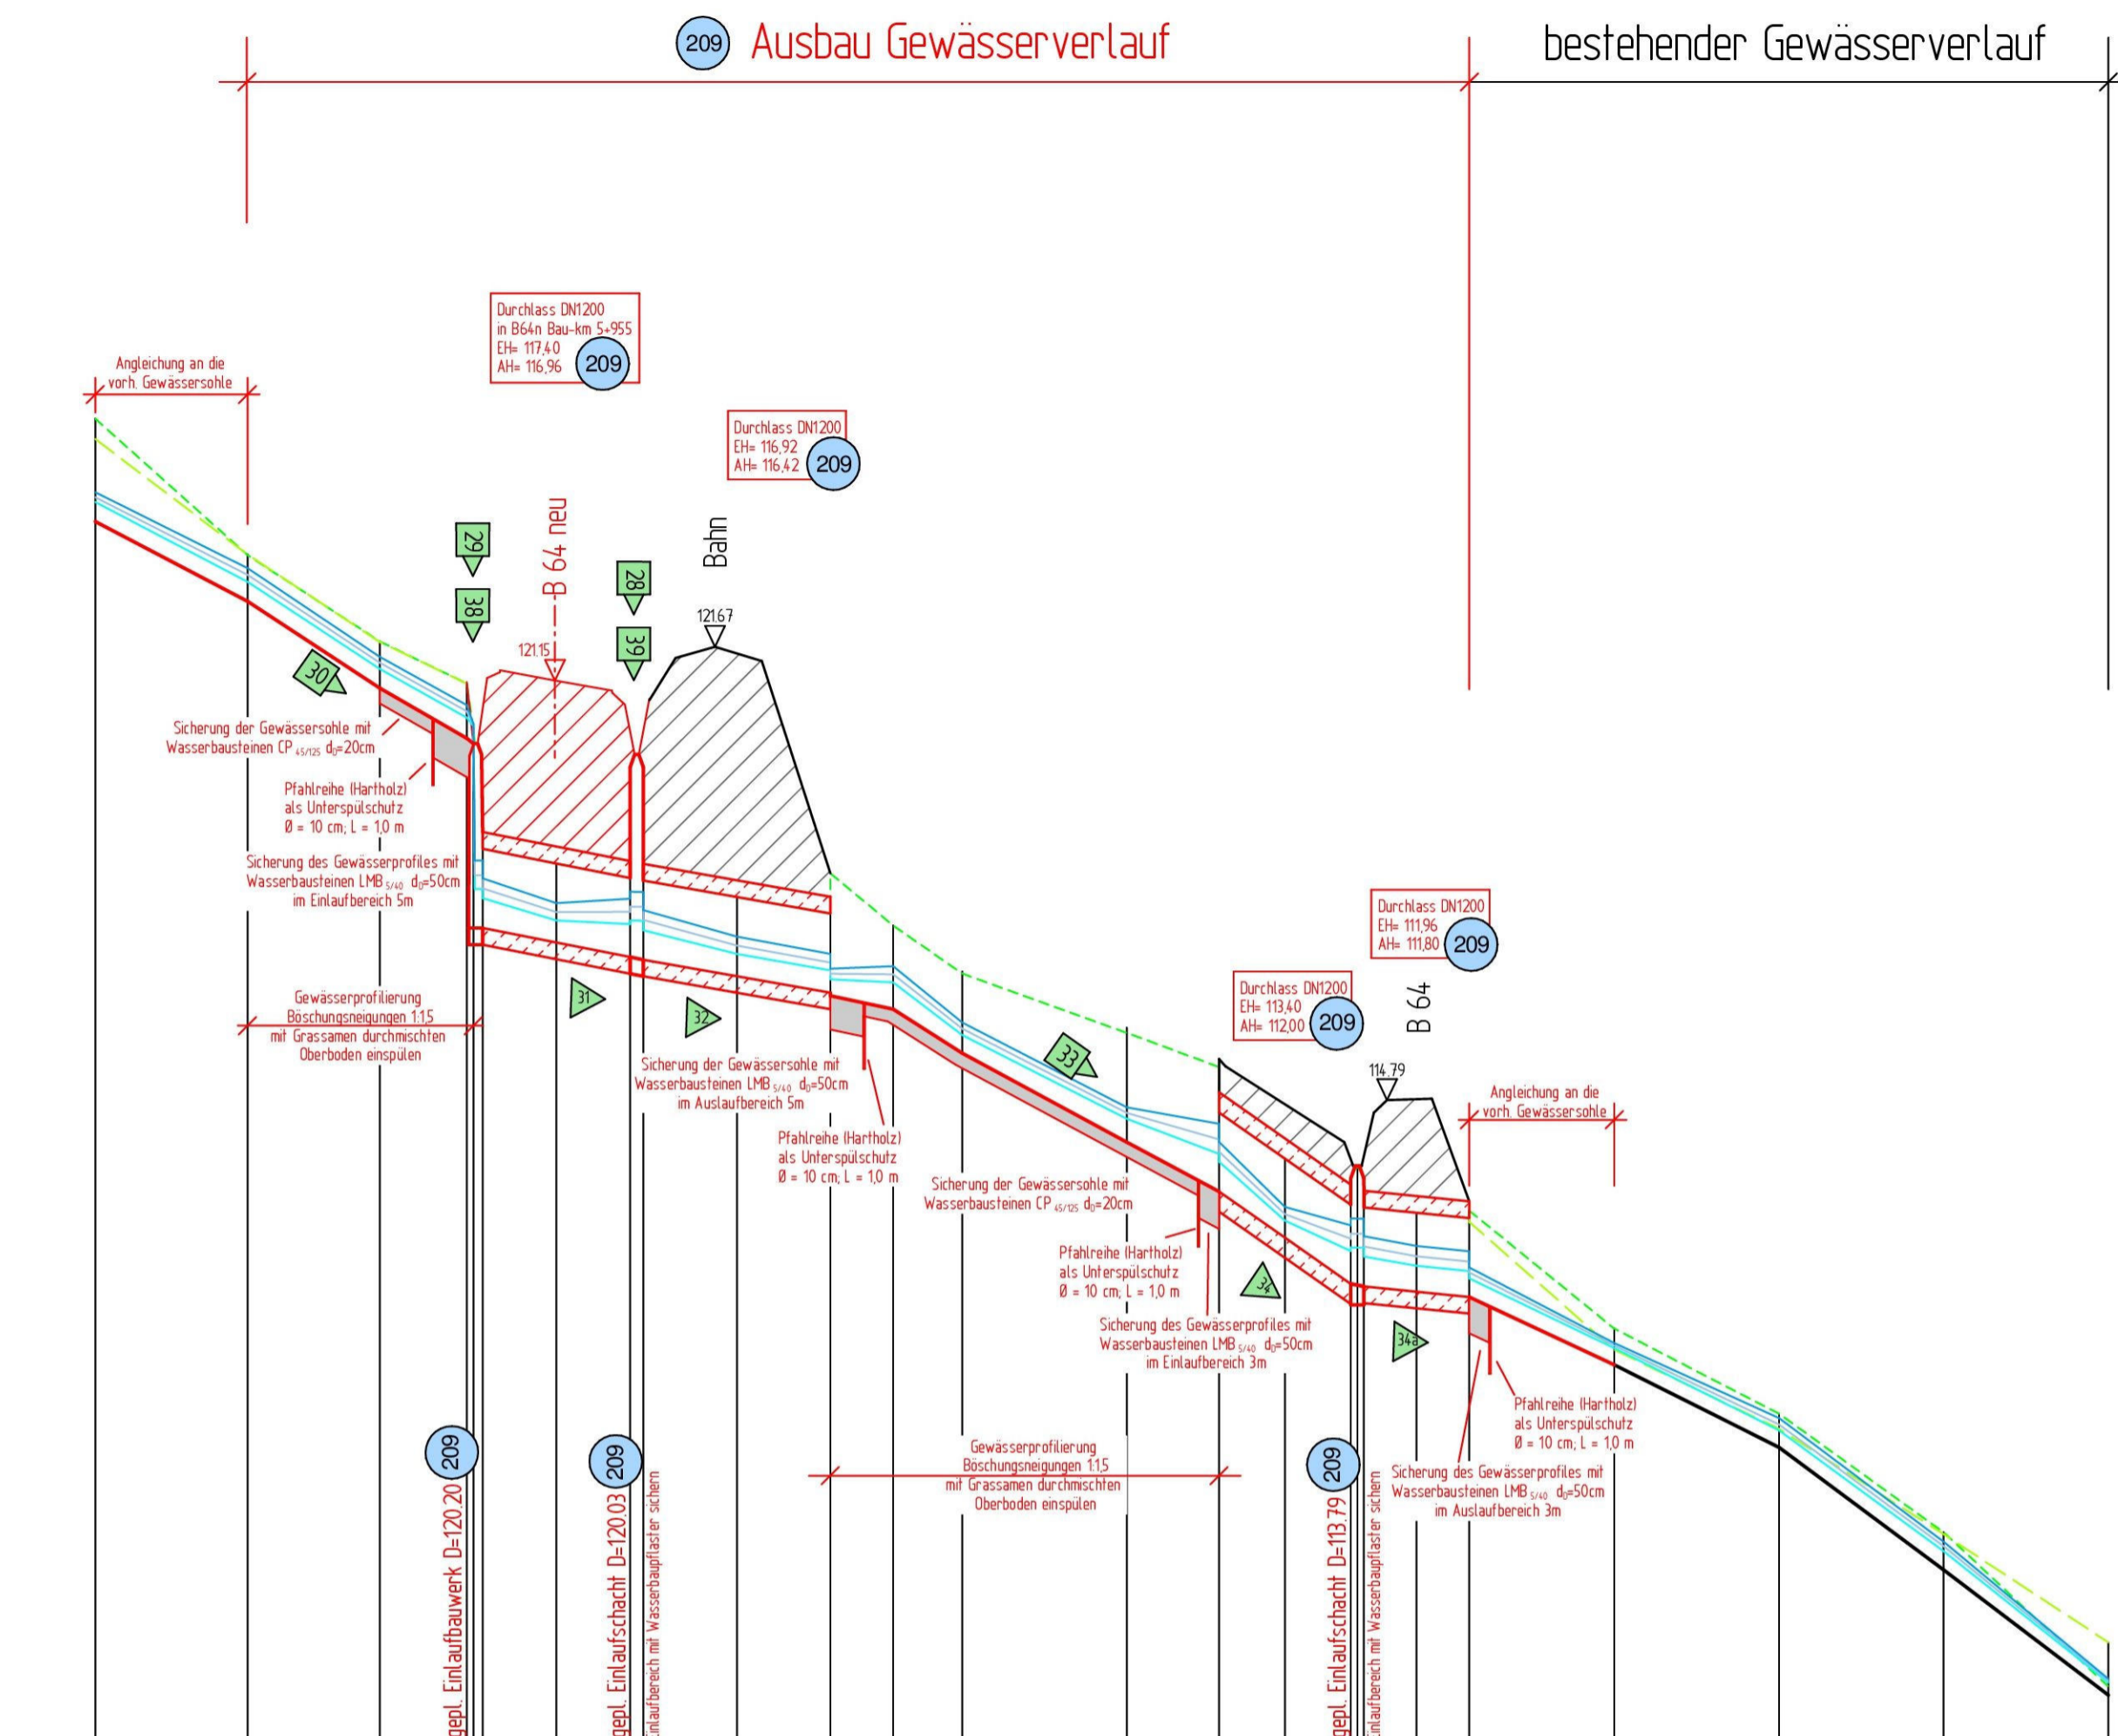 209 Ausbau Gewässerverlauf
bestehender Gewässerverlauf
Durchlass DN1200
in B64n Bau-km 5+955
EH= 117,40
AH= 116,96
209
Angleichung an die
vorh. Gewässersohle
Durchlass DN1200
EH= 116,92
AH= 116,42
209
29
38
B 64 neu
121.15
28
39
Bahn
121.67
30
Sicherung der Gewässersohle mit
Wasserbausteinen CP 45/125 d₀=20cm
Pfahlreihe (Hartholz)
als Unterspülschutz
Ø = 10 cm; L = 1,0 m
Sicherung des Gewässerprofiles mit
Wasserbausteinen LMB 5/40 d₀=50cm
im Einlaufbereich 5m
Gewässerprofilierung
Böschungsneigungen 1:1,5
mit Grassamen durchmischten
Oberboden einspülen
31
32
Sicherung der Gewässersohle mit
Wasserbausteinen LMB 5/40 d₀=50cm
im Auslaufbereich 5m
Pfahlreihe (Hartholz)
als Unterspülschutz
Ø = 10 cm; L = 1,0 m
33
Durchlass DN1200
EH= 113,40
AH= 112,00
209
Durchlass DN1200
EH= 111,96
AH= 111,80
209
B 64
114.79
Angleichung an die
vorh. Gewässersohle
Sicherung der Gewässersohle mit
Wasserbausteinen CP 45/125 d₀=20cm
Pfahlreihe (Hartholz)
als Unterspülschutz
Ø = 10 cm; L = 1,0 m
34
Sicherung des Gewässerprofiles mit
Wasserbausteinen LMB 5/40 d₀=50cm
im Einlaufbereich 3m
34a
Pfahlreihe (Hartholz)
als Unterspülschutz
Ø = 10 cm; L = 1,0 m
Sicherung des Gewässerprofiles mit
Wasserbausteinen LMB 5/40 d₀=50cm
im Auslaufbereich 3m
Gewässerprofilierung
Böschungsneigungen 1:1,5
mit Grassamen durchmischten
Oberboden einspülen
209
gepl. Einlaufbauwerk D=120.20
209
gepl. Einlaufschacht D=120.03
inlaufbereich mit Wasserbaupflaster sichern
209
gepl. Einlaufschacht D=113.79
inlaufbereich mit Wasserbaupflaster sichern